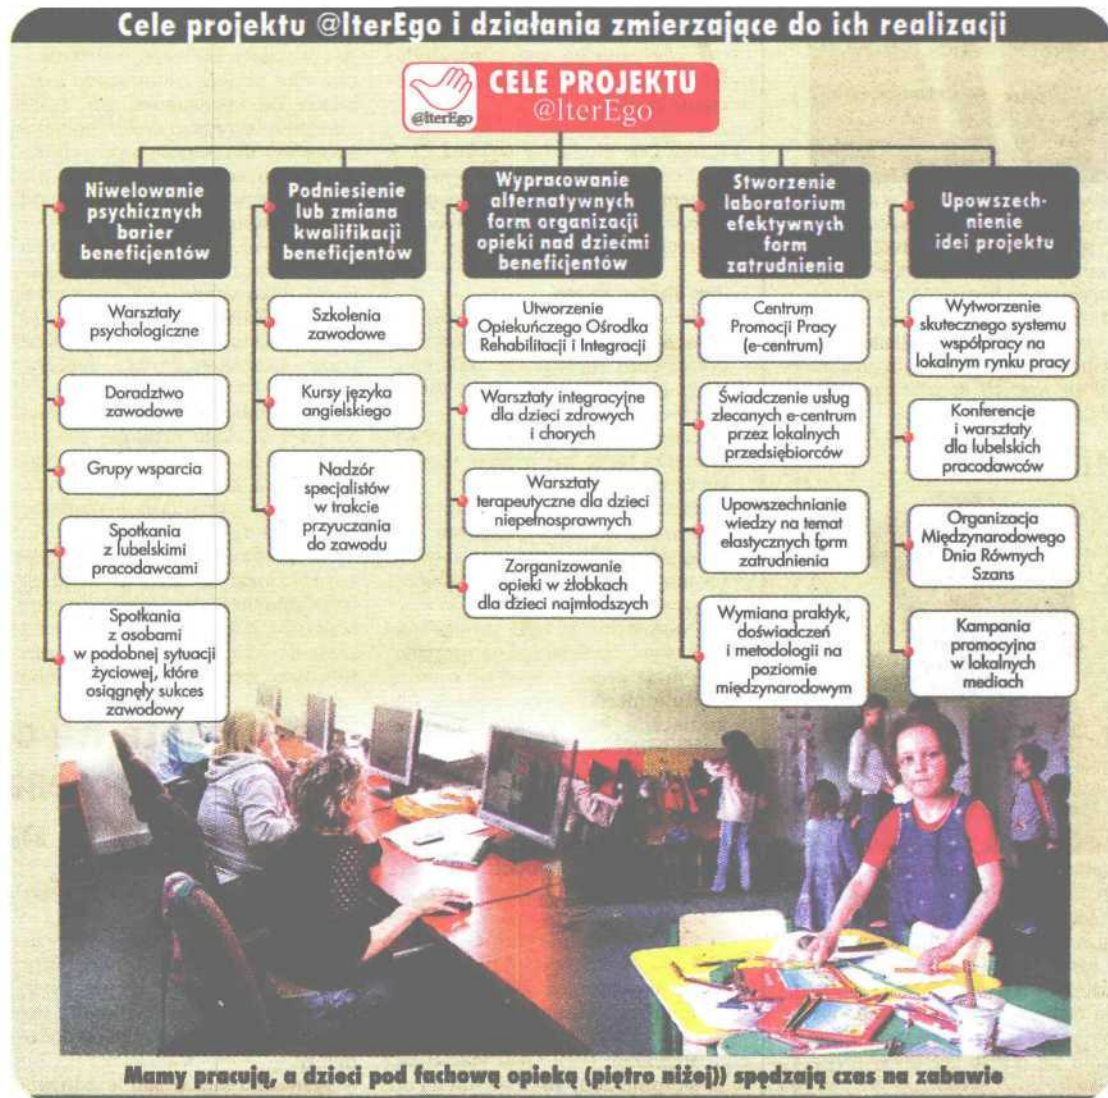 Cele projektu @lterEgo i działania zmierzające do ich realizacji
CELE PROJEKTU
@lterEgo
@lterEgo
Niwelowanie
psychicznych
barier
beneficjentów
Warsztaty
psychologiczne
Doradztwo
zawodowe
Grupy wsparcia
Spotkania
z lubelskimi
pracodawcami
Spotkania
z osobami
w podobnej sytuacji
życiowej, które
osiągnęły sukces
zawodowy
Podniesienie
lub zmiana
kwalifikacji
beneficjentów
Szkolenia
zawodowe
Kursy języka
angielskiego
Nadzór
specjalistów
w trakcie
przyuczania
do zawodu
Wypracowanie
alternatywnych
form organizacji
opieki nad dziećmi
beneficjentów
Utworzenie
Opiekuńczego Ośrodka
Rehabilitacji i Integracji
Warsztaty integracyjne
dla dzieci zdrowych
i chorych
Warsztaty
terapeutyczne dla dzieci
niepełnosprawnych
Zorganizowanie
opieki w żłobkach
dla dzieci najmłodszych
Stworzenie
laboratorium
efektywnych
form
zatrudnienia
Centrum
Promocji Pracy
(e-centrum)
Świadczenie usług
zlecanych e-centrum
przez lokalnych
przedsiębiorców
Upowszechnianie
wiedzy na temat
elastycznych form
zatrudnienia
Wymiana praktyk,
doświadczeń
i metodologii na
poziomie
międzynarodowym
Upowszech-
nienie
idei projektu
Wytworzenie
skutecznego systemu
współpracy na
lokalnym rynku pracy
Konferencje
i warsztaty
dla lubelskich
pracodawców
Organizacja
Międzynarodowego
Dnia Równych
Szans
Kampania
promocyjna
w lokalnych
mediach
Mamy pracują, a dzieci pod fachową opieką (piętro niżej)) spędzają czas na zabawie